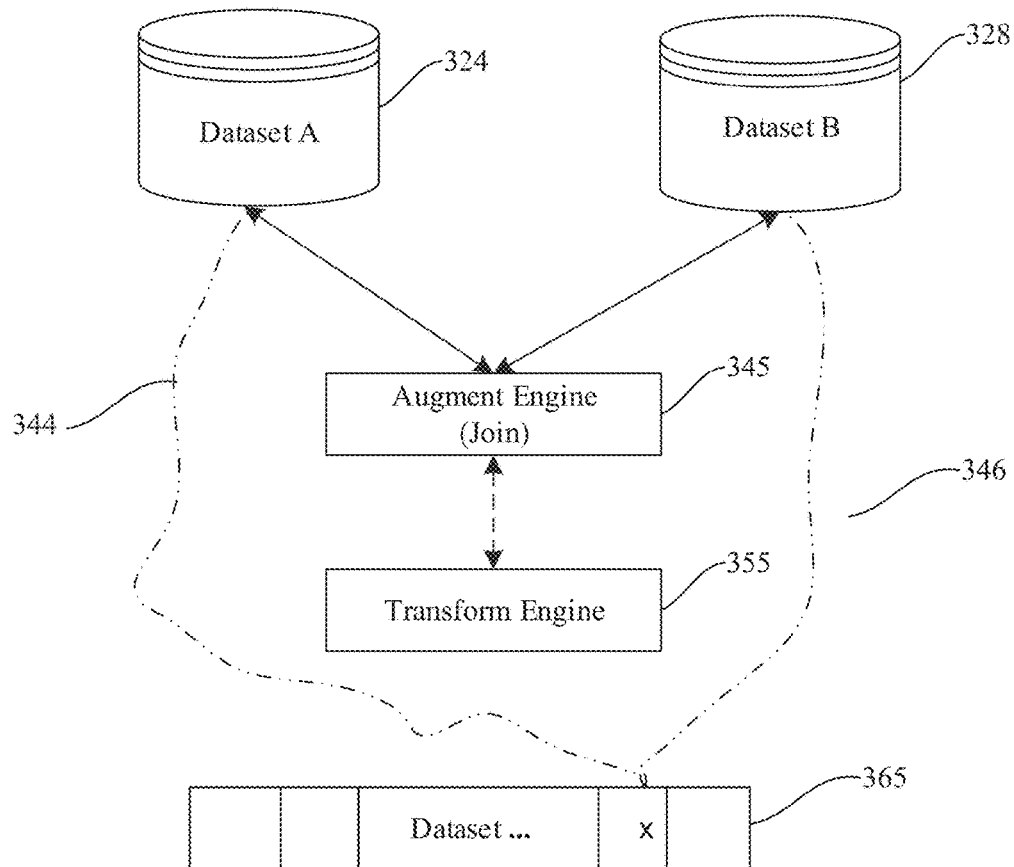 324
328
Dataset A
Dataset B
345
Augment Engine
(Join)
344
346
355
Transform Engine
365
Dataset ...
x